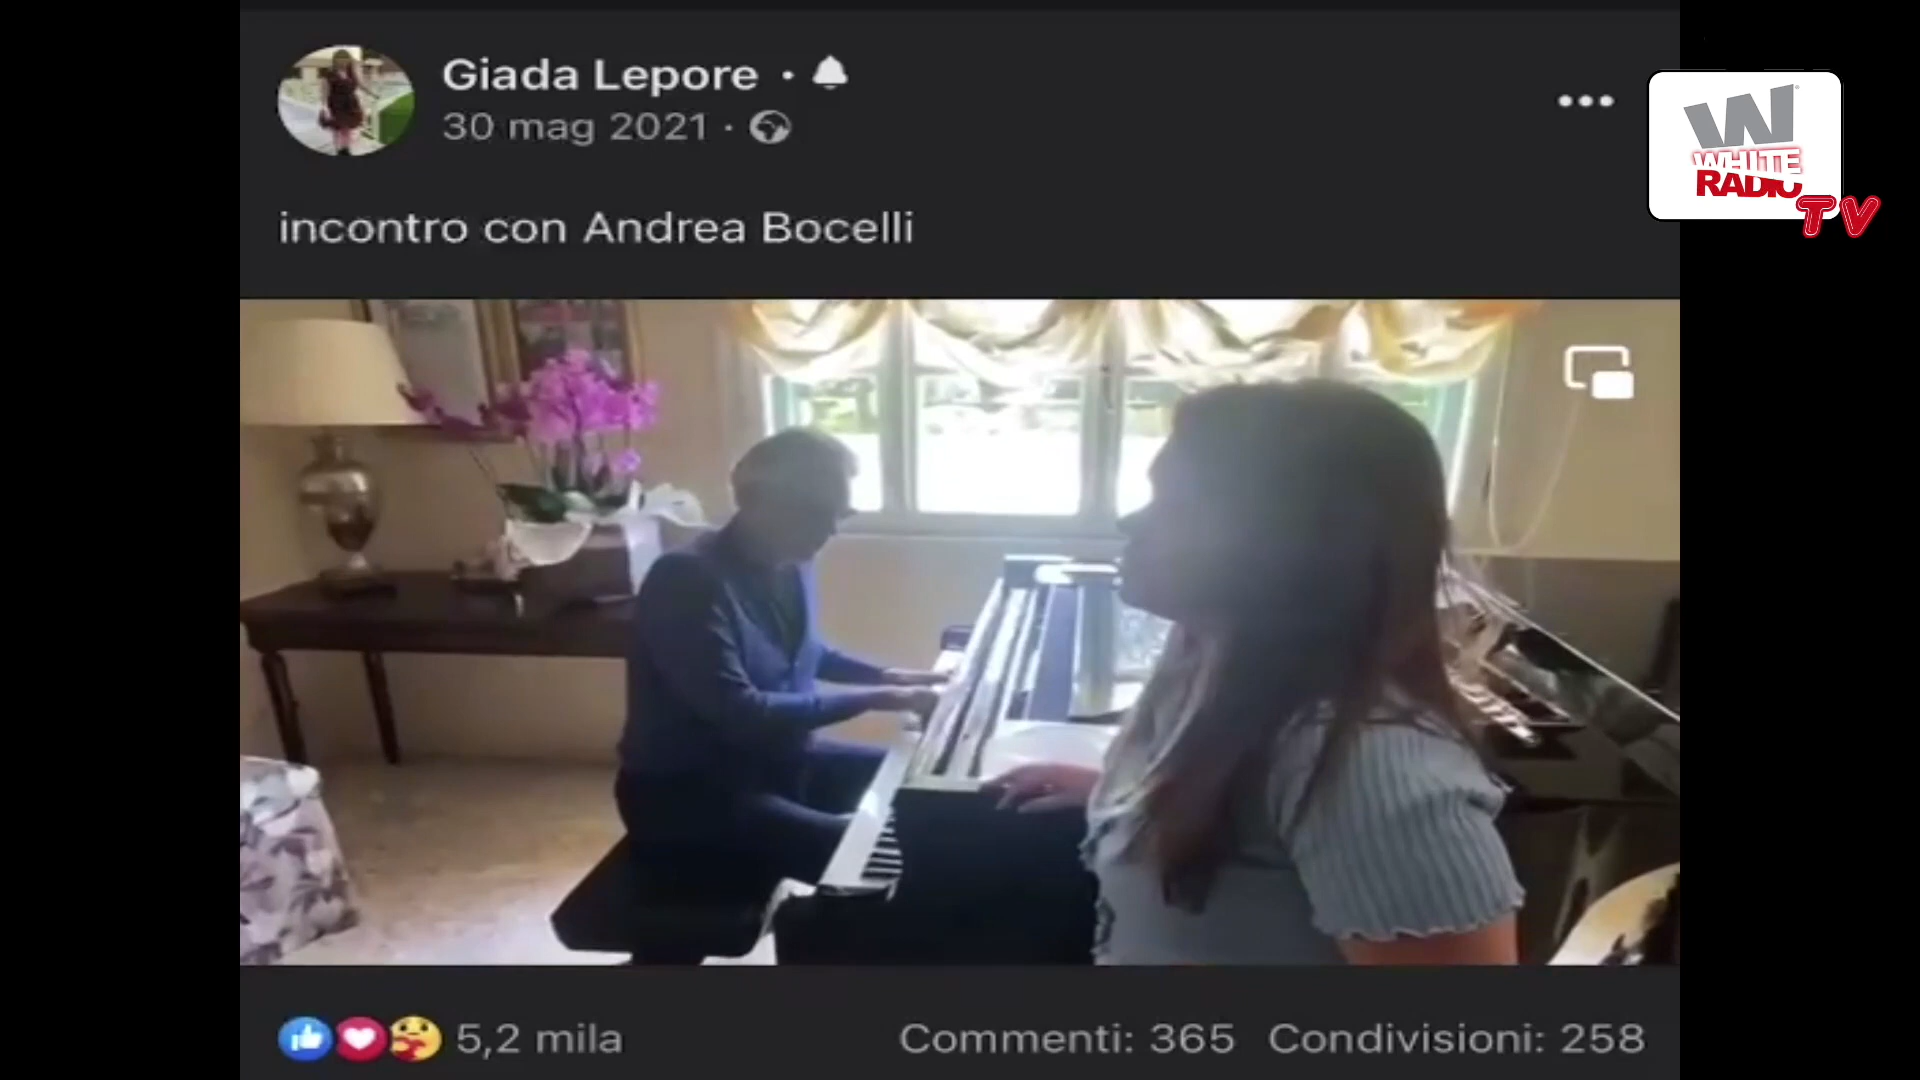 Giada Lepore
30 mag 2021
incontro con Andrea Bocelli
W
WHITE
RADIO
TV
5,2 mila
Commenti: 365 Condivisioni: 258